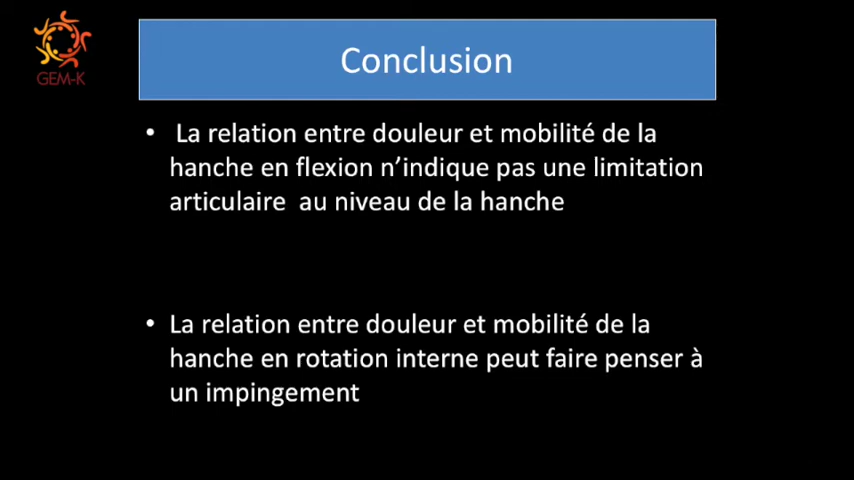 GEM-K
Conclusion
• La relation entre douleur et mobilité de la
hanche en flexion n'indique pas une limitation
articulaire au niveau de la hanche
• La relation entre douleur et mobilité de la
hanche en rotation interne peut faire penser à
un impingement